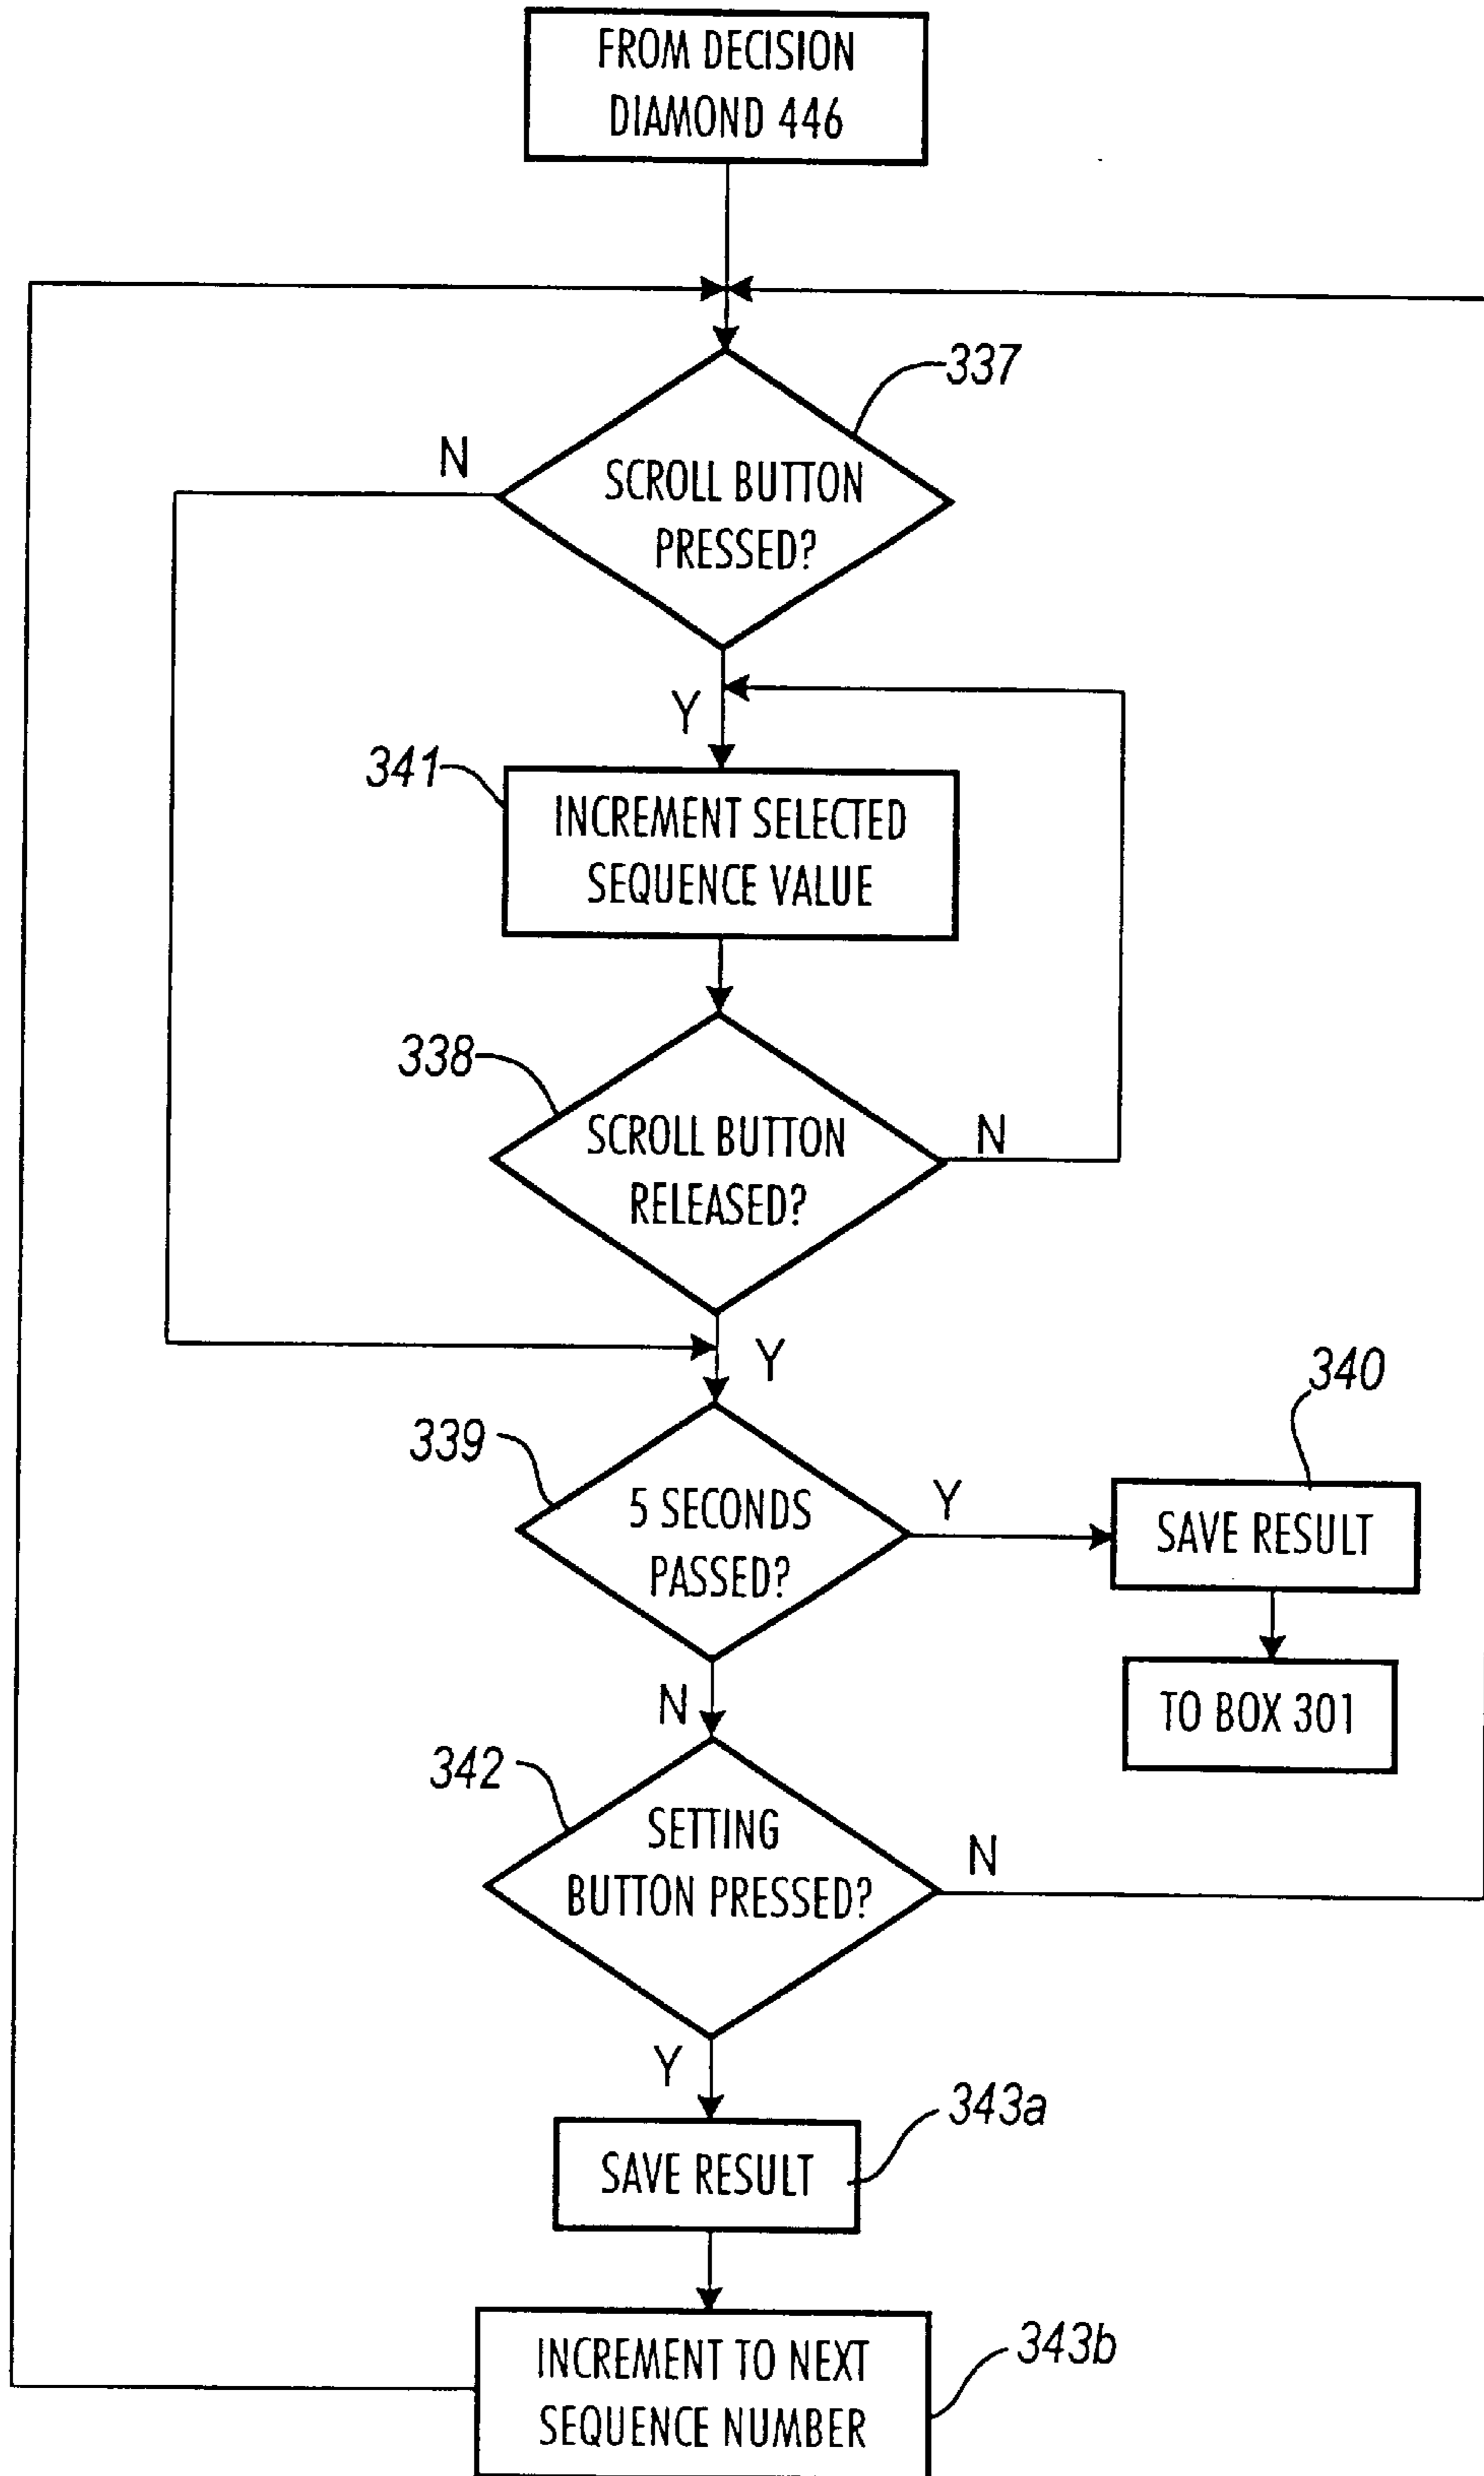 FROM DECISION
DIAMOND 446
337
N
SCROLL BUTTON
PRESSED?
Y
341
INCREMENT SELECTED
SEQUENCE VALUE
338
SCROLL BUTTON
RELEASED?
N
Y
339
5 SECONDS
PASSED?
Y
340
SAVE RESULT
N
TO BOX 301
342
SETTING
BUTTON PRESSED?
N
Y
343a
SAVE RESULT
343b
INCREMENT TO NEXT
SEQUENCE NUMBER